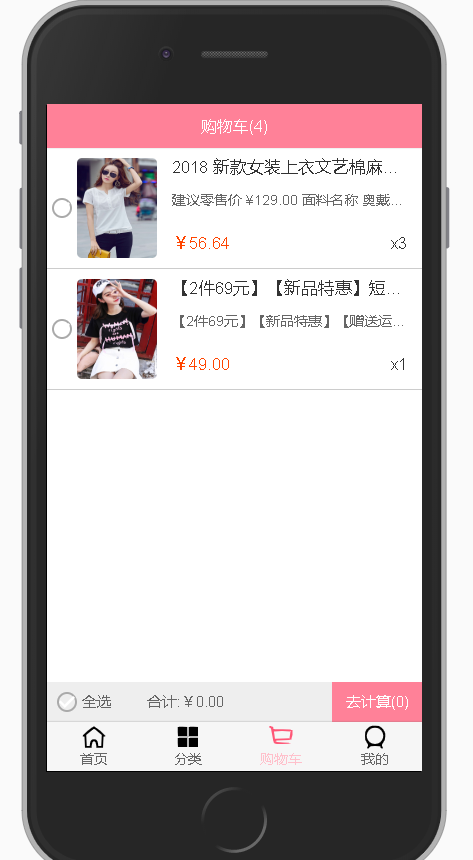 购物车(4)
2018 新款女装上衣文艺棉麻...
建议零售价 ¥129.00 面料名称 奥戴...
¥56.64 x3
【2件69元】【新品特惠】短...
【2件69元】【新品特惠】【赠送运...
¥49.00 x1
全选 合计: ¥0.00 去计算(0)
首页 分类 购物车 我的